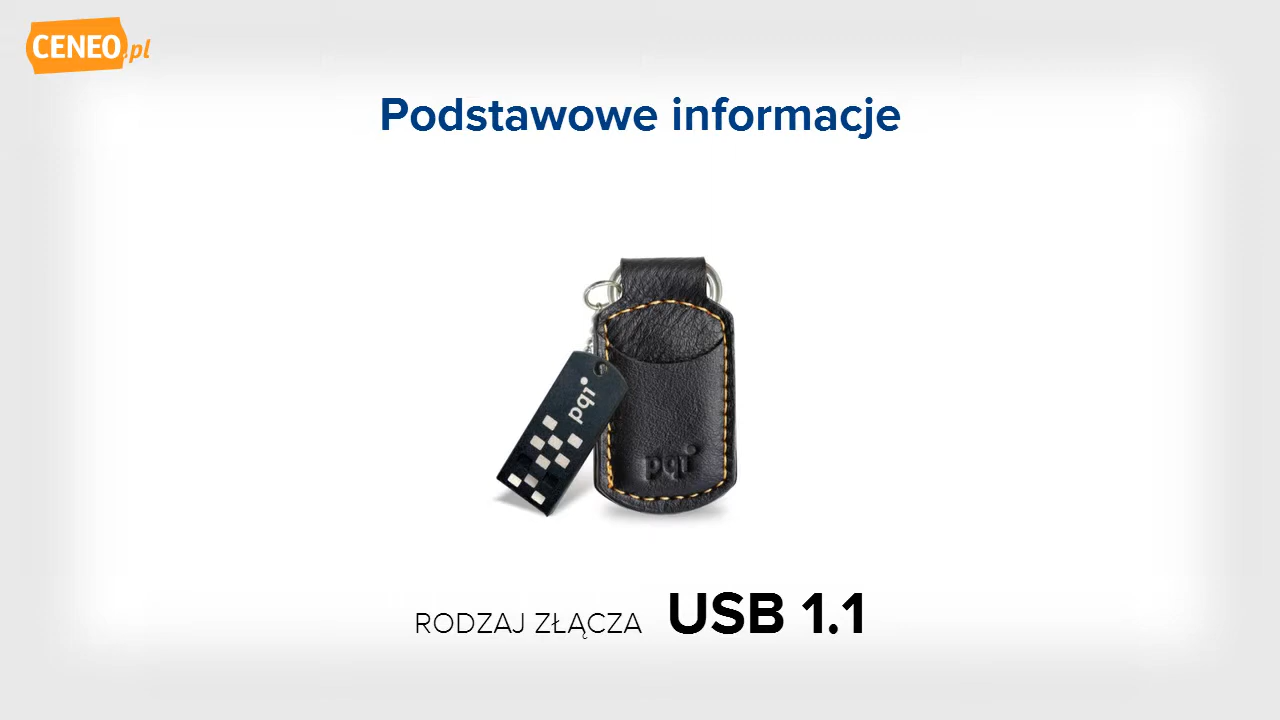 CENEO.pl
Podstawowe informacje
pqi
pqi
RODZAJ ZŁĄCZA USB 1.1